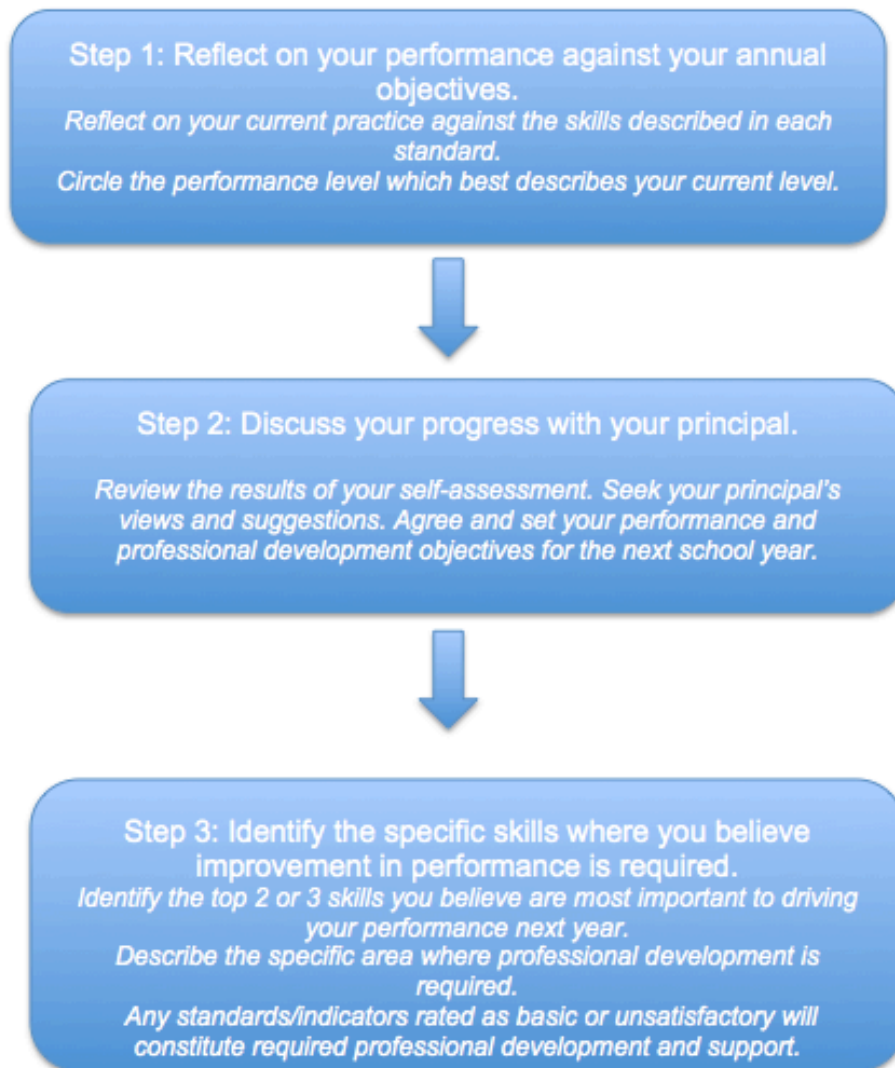 Step 1: Reflect on your performance against your annual
objectives.
Reflect on your current practice against the skills described in each
standard.
Circle the performance level which best describes your current level.
Step 2: Discuss your progress with your principal.
Review the results of your self-assessment. Seek your principal's
views and suggestions. Agree and set your performance and
professional development objectives for the next school year.
Step 3: Identify the specific skills where you believe
improvement in performance is required.
Identify the top 2 or 3 skills you believe are most important to driving
your performance next year.
Describe the specific area where professional development is
required.
Any standards/indicators rated as basic or unsatisfactory will
constitute required professional development and support.